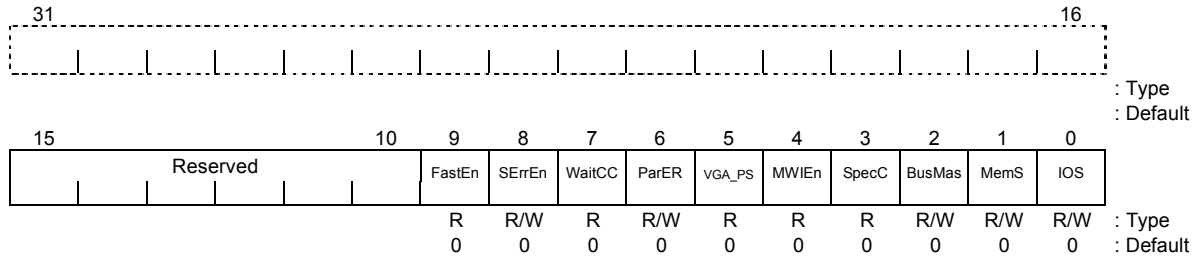 31 16
: Type
: Default
15 10 9 8 7 6 5 4 3 2 1 0
Reserved FastEn SErrEn WaitCC ParER VGA_PS MWIEn SpecC BusMas MemS IOS
R R/W R R/W R R R R/W R/W R/W : Type
0 0 0 0 0 0 0 0 0 0 : Default